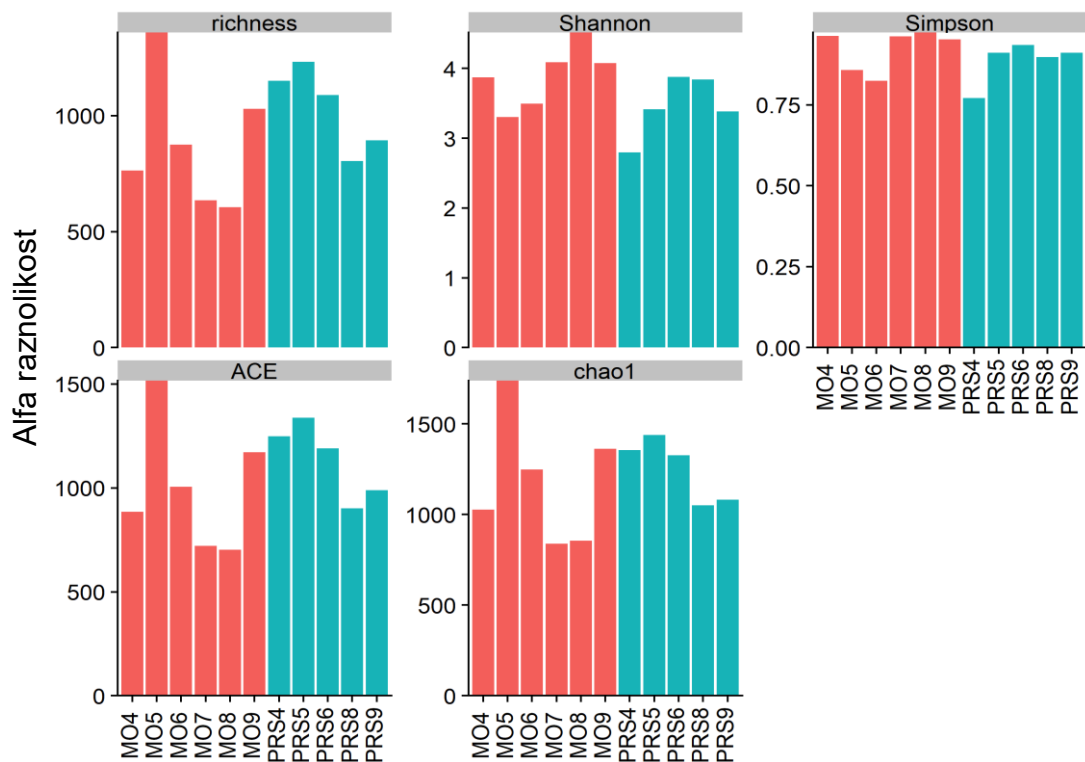 Alfa raznolikost
richness
1000
500
0
Shannon
4
3
2
1
0
Simpson
0.75
0.50
0.25
0.00
MO4
MO5
MO6
MO7
MO8
MO9
PRS4
PRS5
PRS6
PRS8
PRS9
ACE
1500
1000
500
0
MO4
MO5
MO6
MO7
MO8
MO9
PRS4
PRS5
PRS6
PRS8
PRS9
chao1
1500
1000
500
0
MO4
MO5
MO6
MO7
MO8
MO9
PRS4
PRS5
PRS6
PRS8
PRS9